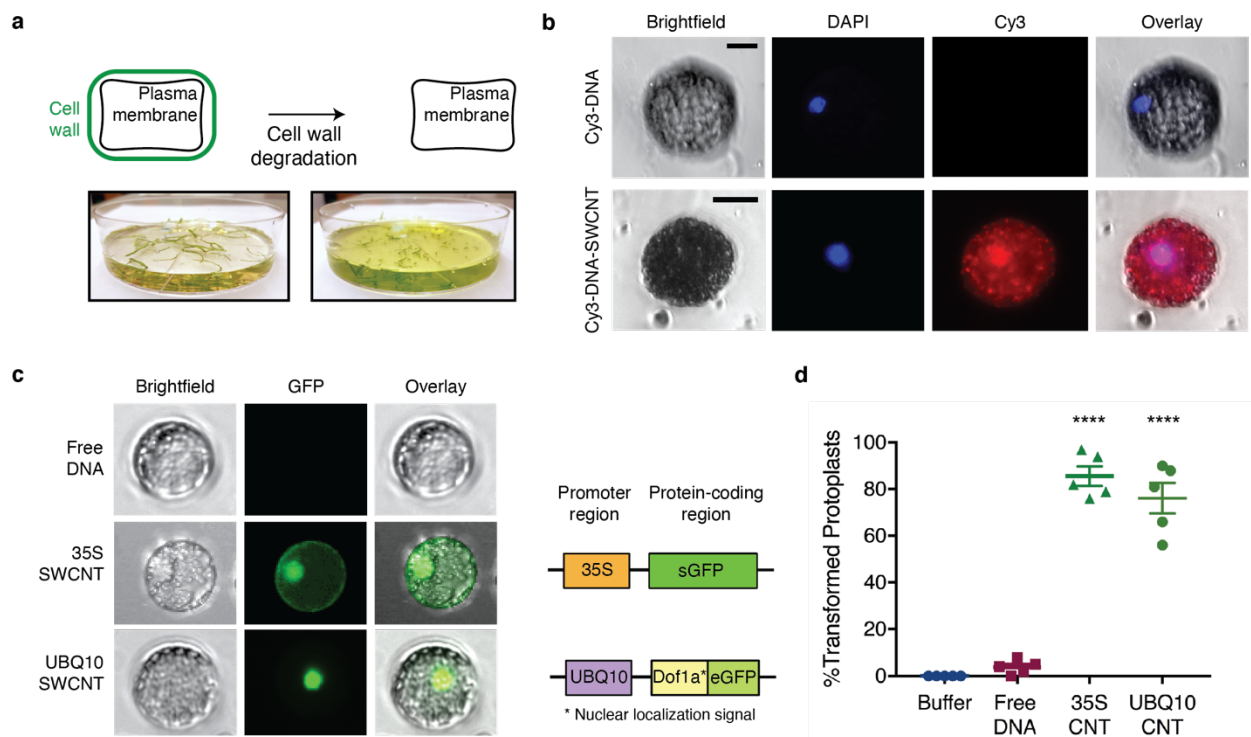 a
Cell
wall
Plasma
membrane
Cell wall
degradation
Plasma
membrane
b
Brightfield
DAPI
Cy3
Overlay
Cy3-DNA
Cy3-DNA-SWCNT
c
Brightfield
GFP
Overlay
Free
DNA
35S
SWCNT
UBQ10
SWCNT
Promoter
region
Protein-coding
region
35S
sGFP
UBQ10
Dof1a*
eGFP
* Nuclear localization signal
d
%Transformed Protoplasts
100
80
60
40
20
0
****
****
Buffer
Free
DNA
35S
CNT
UBQ10
CNT